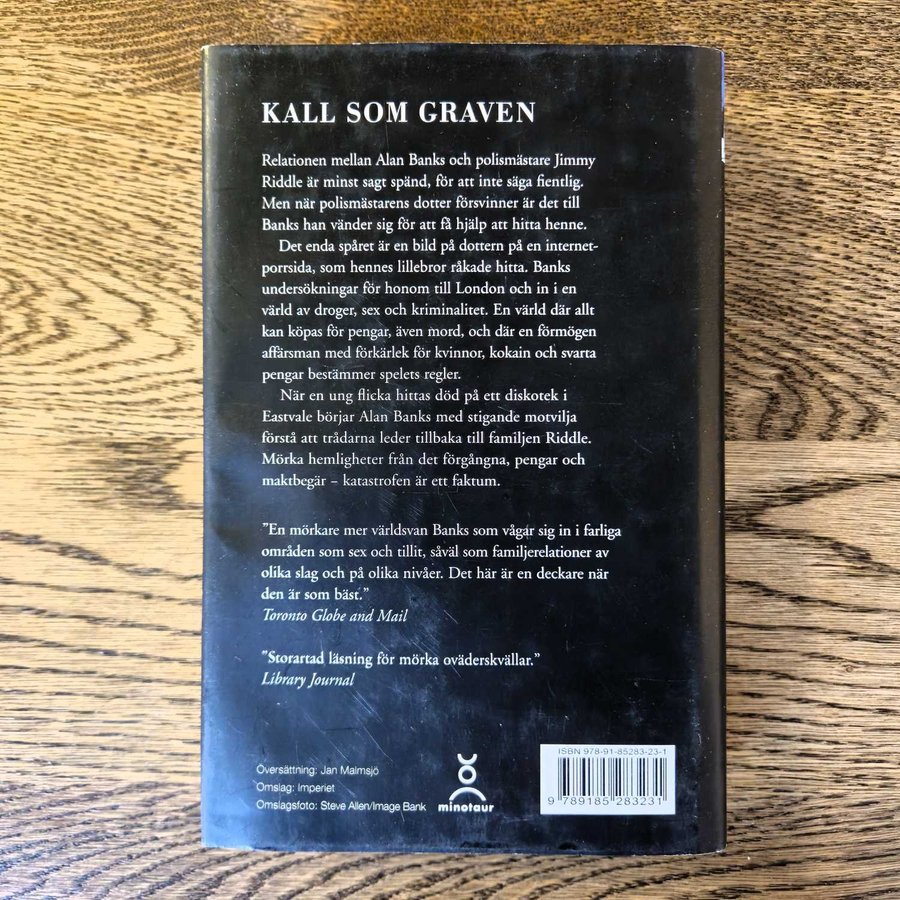 KALL SOM GRAVEN
Relationen mellan Alan Banks och polismästare Jimmy
Riddle är minst sagt spänd, för att inte säga fientlig.
Men när polismästarens dotter försvinner är det till
Banks han vänder sig för att få hjälp att hitta henne.
Det enda spåret är en bild på dottern på en internet-
porrsida, som hennes lillebror råkade hitta. Banks
undersökningar för honom till London och in i en
värld av droger, sex och kriminalitet. En värld där allt
kan köpas för pengar, även mord, och där en förmögen
affärsman med förkärlek för kvinnor, kokain och svarta
pengar bestämmer spelets regler.
När en ung flicka hittas död på ett diskotek i
Eastvale börjar Alan Banks med stigande motvilja
förstå att trådarna leder tillbaka till familjen Riddle.
Mörka hemligheter från det förgångna, pengar och
maktbegär – katastrofen är ett faktum.
”En mörkare mer världsvan Banks som vågar sig in i farliga
områden som sex och tillit, såväl som familjerelationer av
olika slag och på olika nivåer. Det här är en deckare när
den är som bäst.”
Toronto Globe and Mail
”Storartad läsning för mörka oväderskvällar.”
Library Journal
Översättning: Jan Malmsjö
Omslag: Imperiet
Omslagsfoto: Steve Allen/Image Bank
minotaur
ISBN 978-91-85283-23-1
9 789185 283231